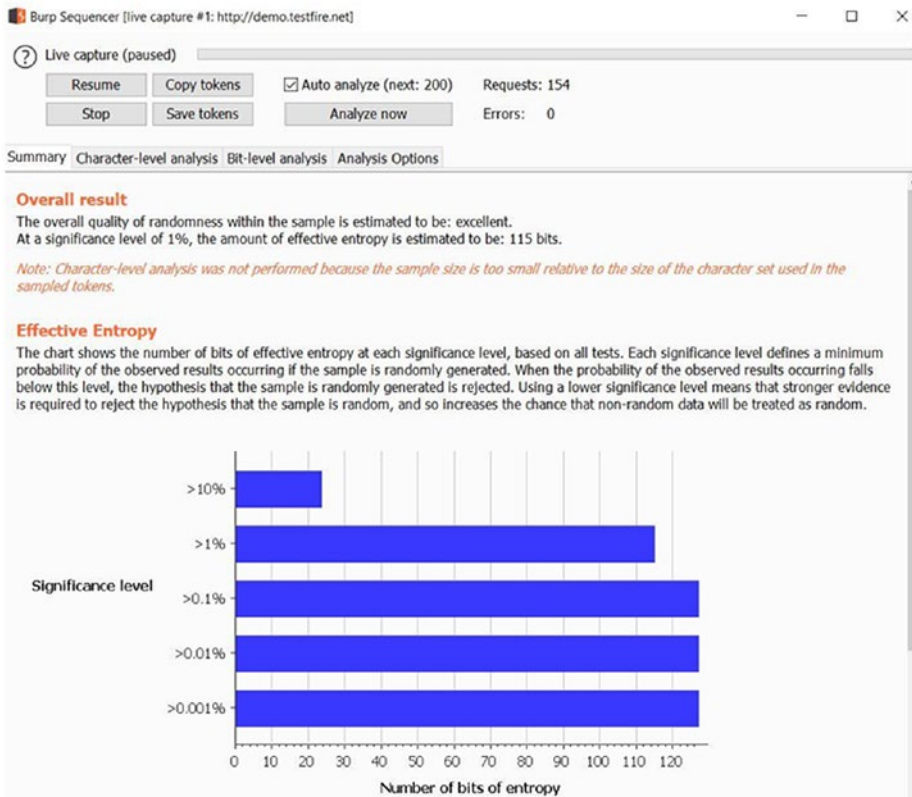 Burp Sequencer [live capture #1: http://demo.testfire.net]
? Live capture (paused)
Resume Copy tokens Auto analyze (next: 200) Requests: 154
Stop Save tokens Analyze now Errors: 0
Summary Character-level analysis Bit-level analysis Analysis Options
Overall result
The overall quality of randomness within the sample is estimated to be: excellent.
At a significance level of 1%, the amount of effective entropy is estimated to be: 115 bits.
Note: Character-level analysis was not performed because the sample size is too small relative to the size of the character set used in the
sampled tokens.
Effective Entropy
The chart shows the number of bits of effective entropy at each significance level, based on all tests. Each significance level defines a minimum
probability of the observed results occurring if the sample is randomly generated. When the probability of the observed results occurring falls
below this level, the hypothesis that the sample is randomly generated is rejected. Using a lower significance level means that stronger evidence
is required to reject the hypothesis that the sample is random, and so increases the chance that non-random data will be treated as random.
>10%
>1%
Significance level
>0.1%
>0.01%
>0.001%
0 10 20 30 40 50 60 70 80 90 100 110 120
Number of bits of entropy